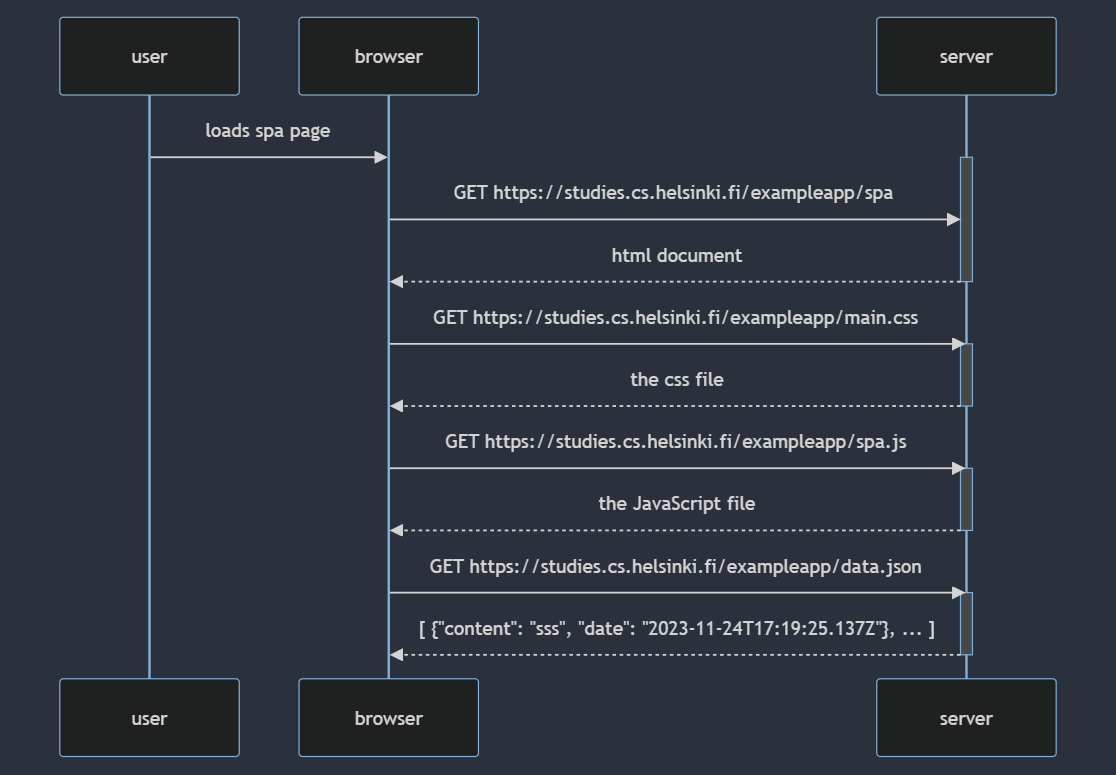 user
browser
server
loads spa page
GET https://studies.cs.helsinki.fi/exampleapp/spa
html document
GET https://studies.cs.helsinki.fi/exampleapp/main.css
the css file
GET https://studies.cs.helsinki.fi/exampleapp/spa.js
the JavaScript file
GET https://studies.cs.helsinki.fi/exampleapp/data.json
[ {"content": "sss", "date": "2023-11-24T17:19:25.137Z"}, ... ]
user
browser
server